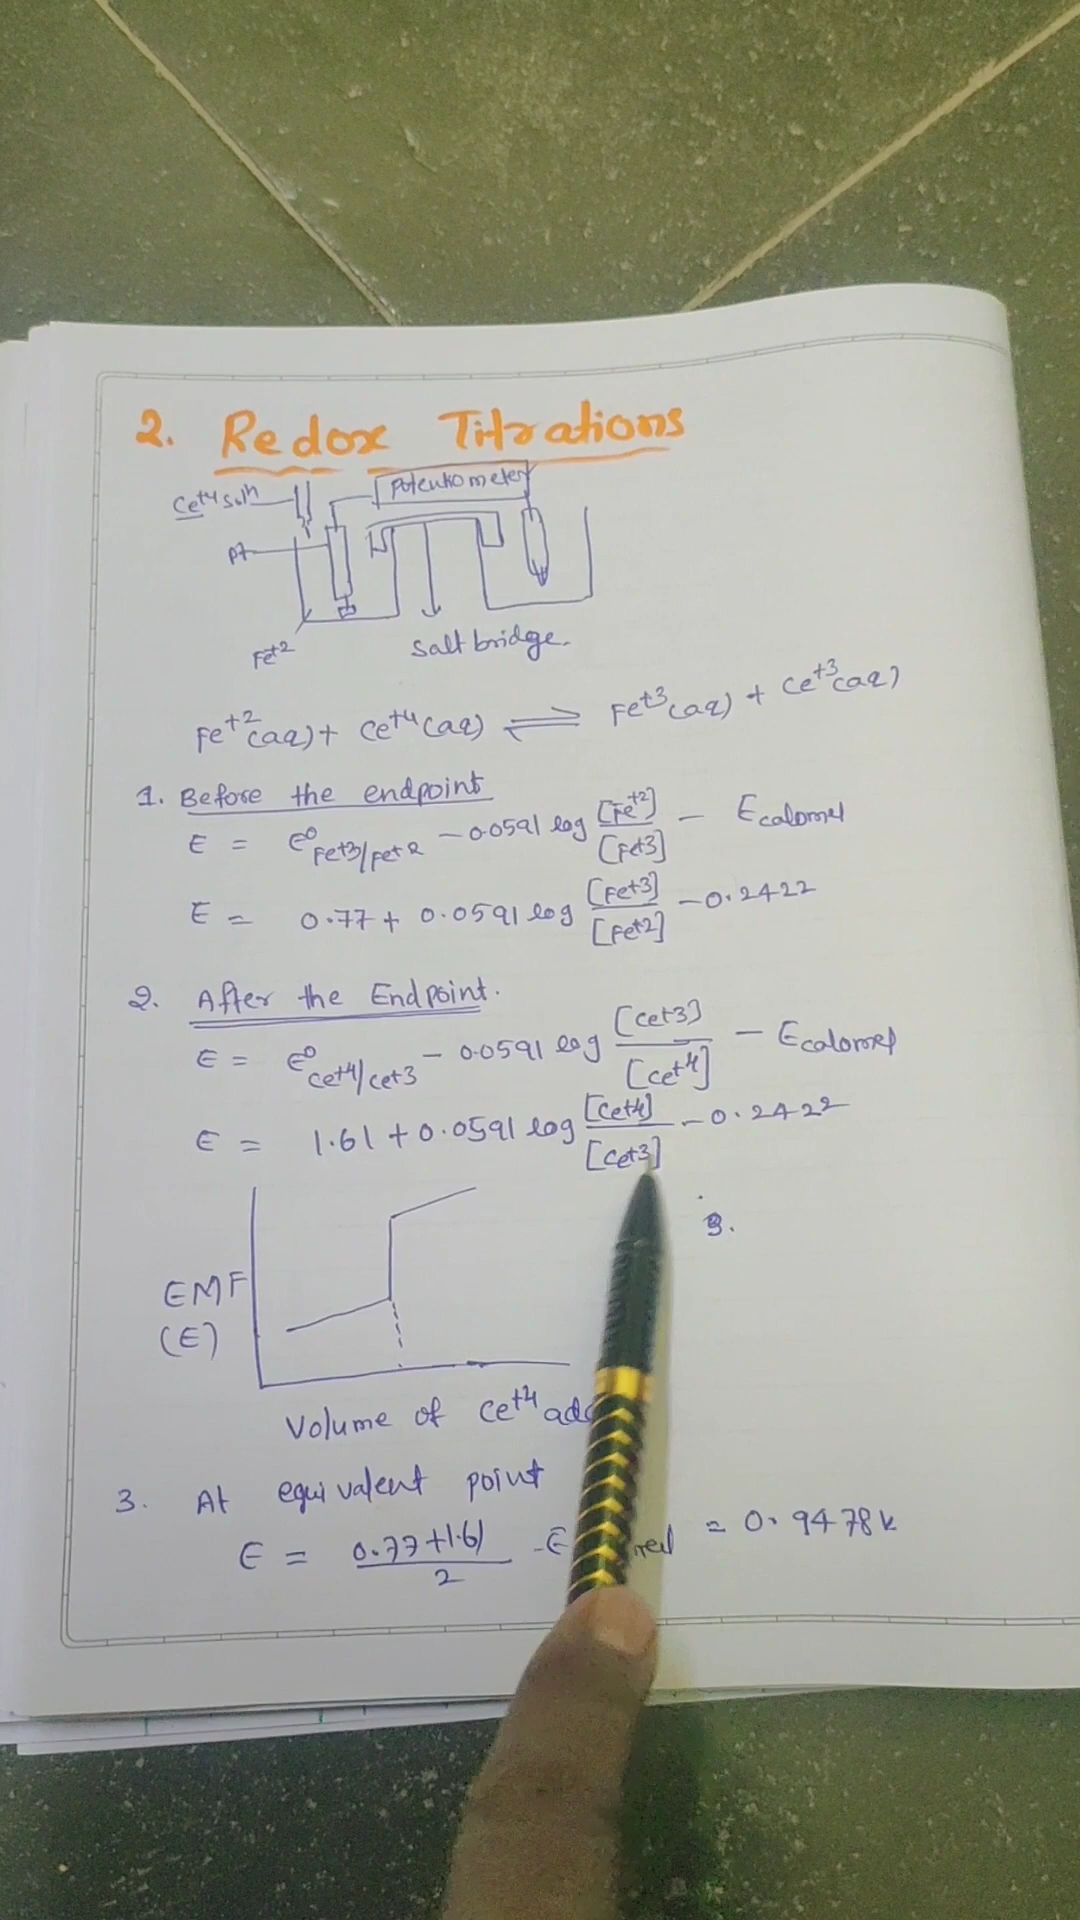 2. Redox Titrations
Potentiometer
Ce+4 Soln
pt
Fe+2
Salt bridge.
Fe+2(aq) + Ce+4(aq) ⇌ Fe+3(aq) + Ce+3(aq)
1. Before the endpoint
E = E⁰Fe+3/Fe+2 - 0.0591 log [Fe+2]/[Fe+3] - Ecalomel
E = 0.77 + 0.0591 log [Fe+3]/[Fe+2] - 0.2422
2. After the Endpoint.
E = E⁰Ce+4/Ce+3 - 0.0591 log [Ce+3]/[Ce+4] - Ecalomel
E = 1.61 + 0.0591 log [Ce+4]/[Ce+3] - 0.2422
3.
EMF
(E)
Volume of Ce+4
3. At equivalent point
E = 0.77+1.61/2 - E = 0.9478